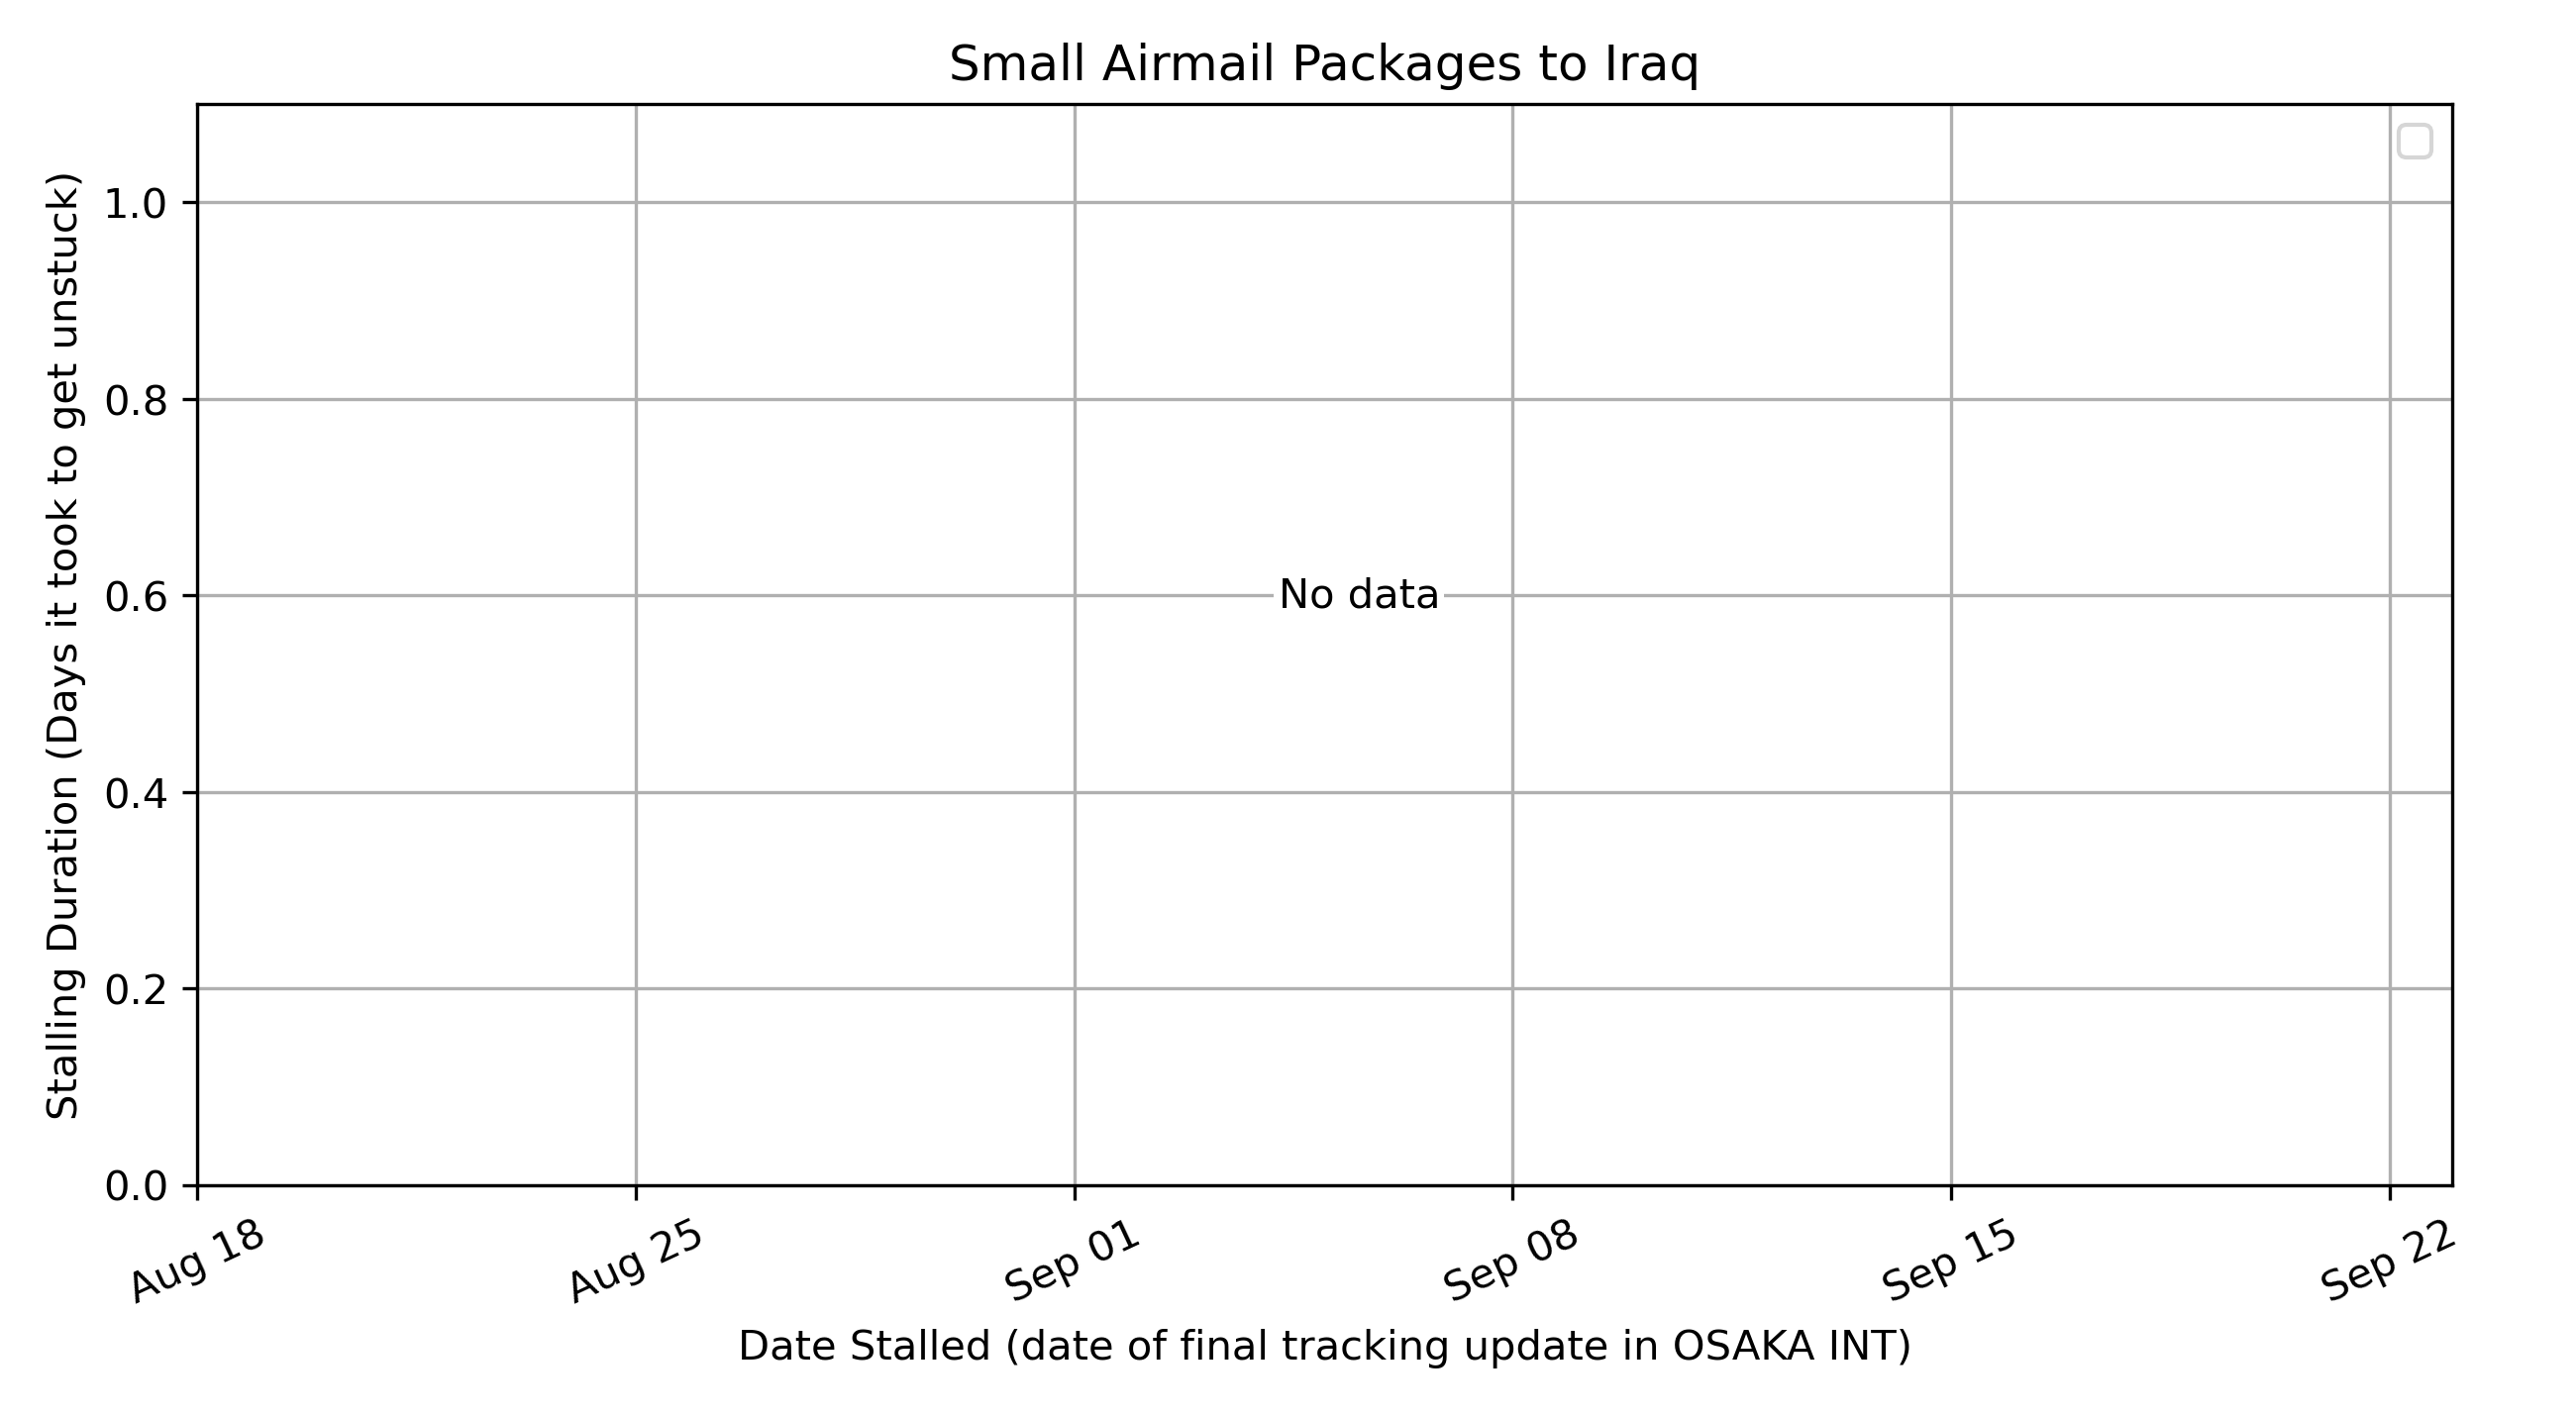 Small Airmail Packages to Iraq
Stalling Duration (Days it took to get unstuck)
1.0
0.8
0.6
0.4
0.2
0.0
No data
Aug 18
Aug 25
Sep 01
Sep 08
Sep 15
Sep 22
Date Stalled (date of final tracking update in OSAKA INT)